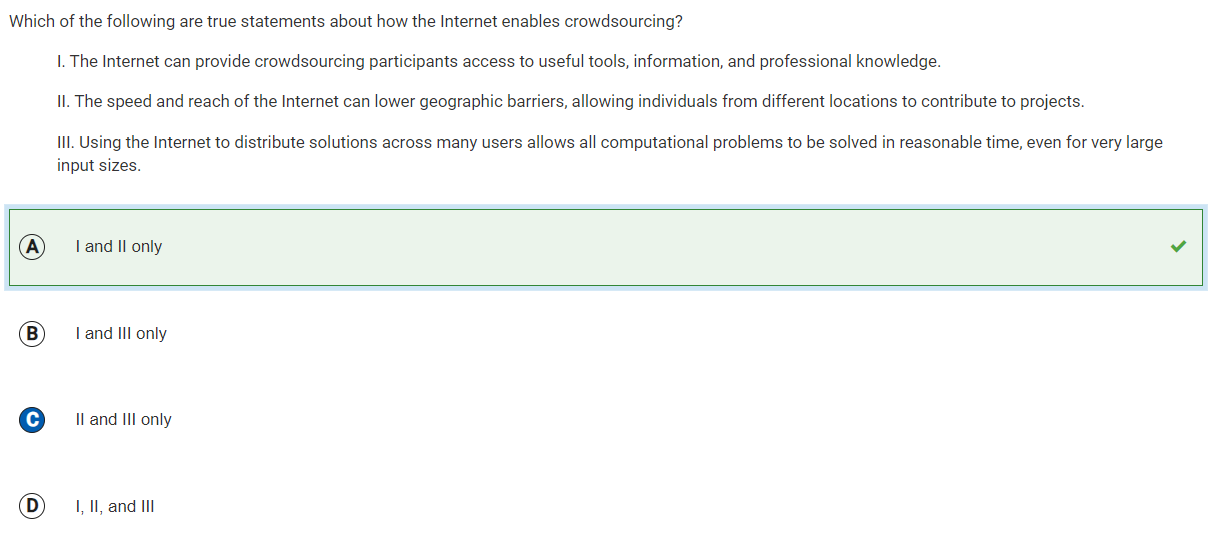 Which of the following are true statements about how the Internet enables crowdsourcing?
I. The Internet can provide crowdsourcing participants access to useful tools, information, and professional knowledge.
II. The speed and reach of the Internet can lower geographic barriers, allowing individuals from different locations to contribute to projects.
III. Using the Internet to distribute solutions across many users allows all computational problems to be solved in reasonable time, even for very large
input sizes.
A I and II only
B I and III only
C II and III only
D I, II, and III